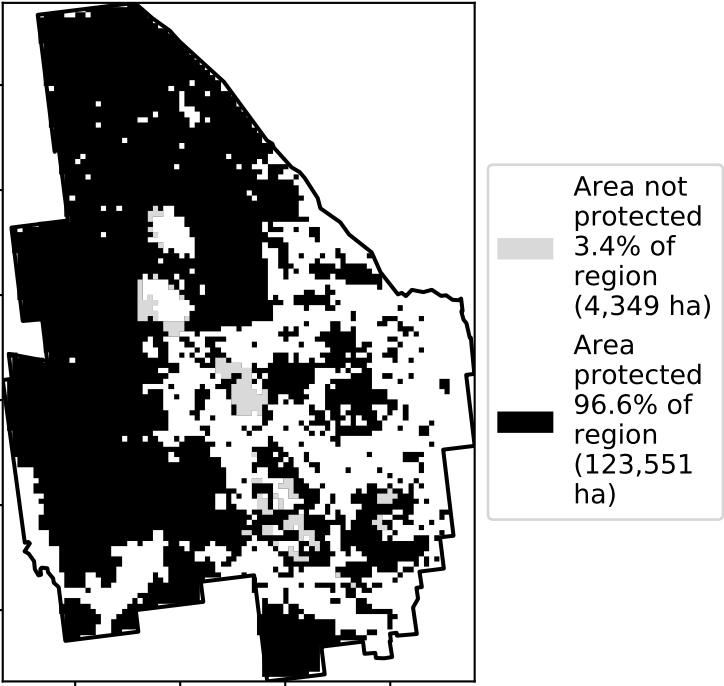 Area not
protected
3.4% of
region
(4,349 ha)
Area
protected
96.6% of
region
(123,551
ha)